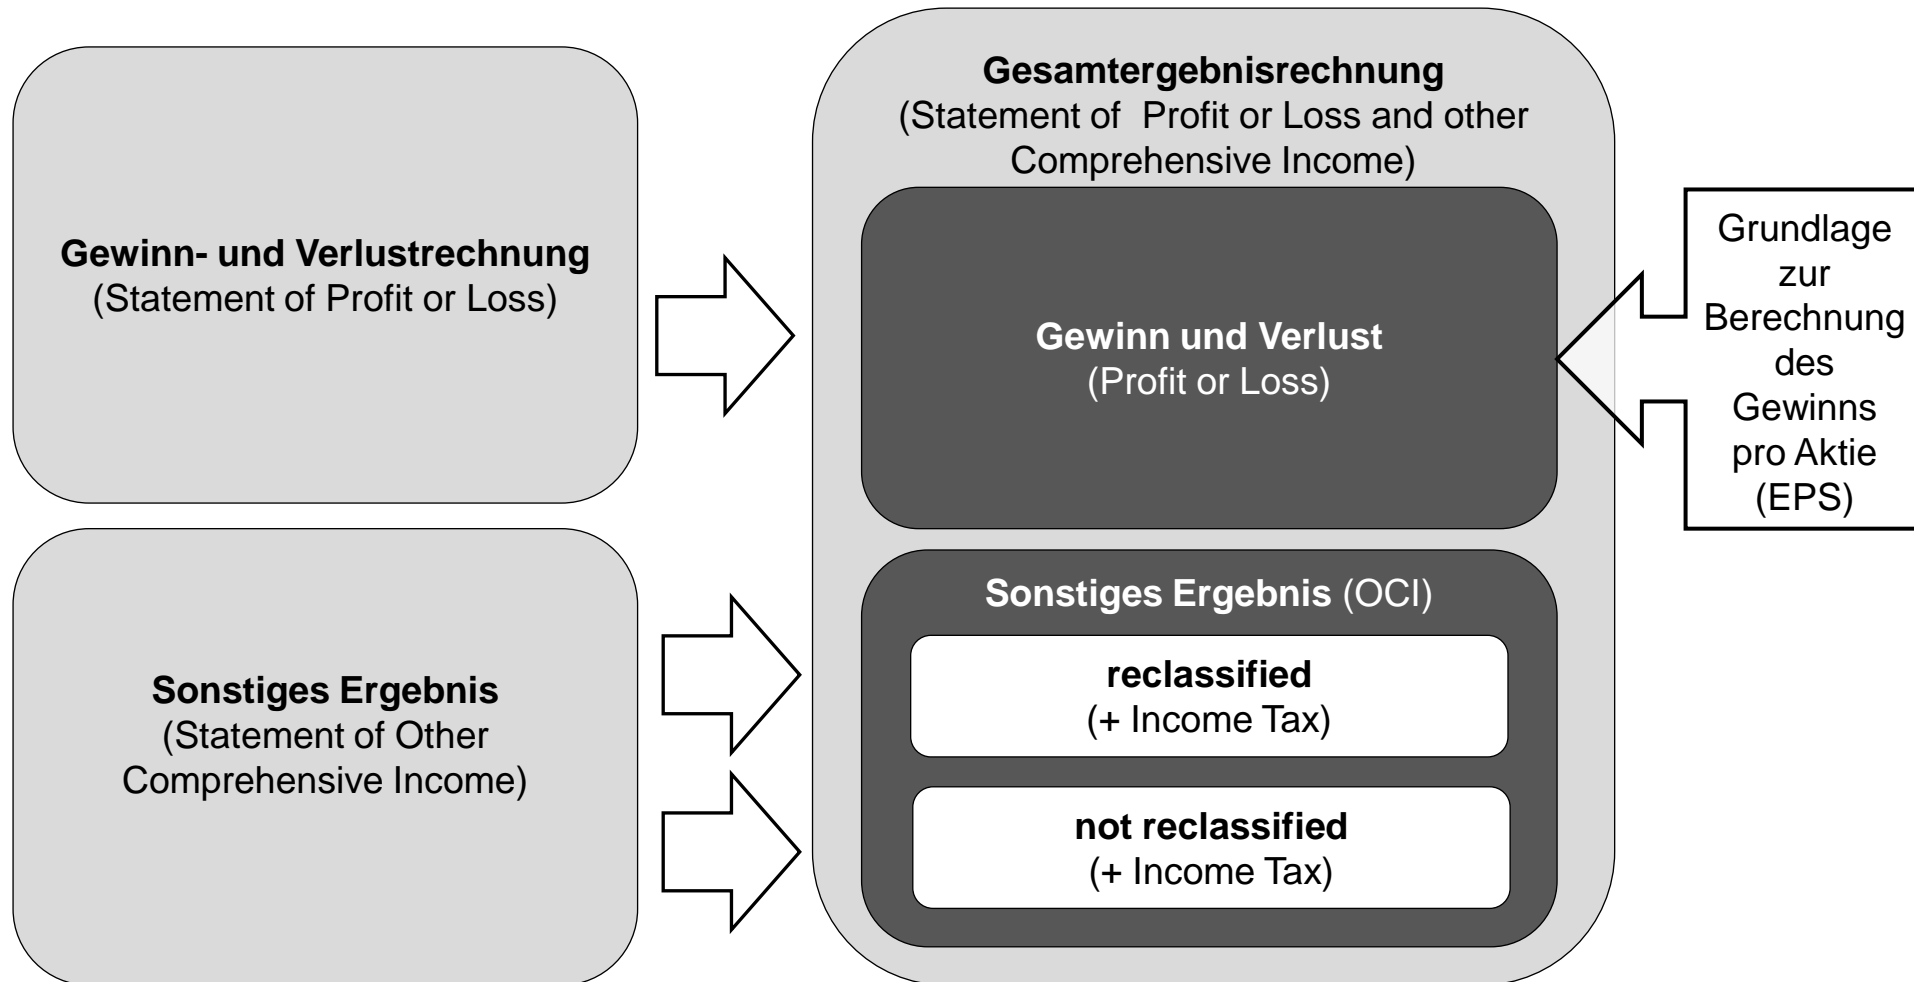 Gewinn- und Verlustrechnung
(Statement of Profit or Loss)
Sonstiges Ergebnis
(Statement of Other
Comprehensive Income)
Gesamtergebnisrechnung
(Statement of  Profit or Loss and other
Comprehensive Income)
Gewinn und Verlust
(Profit or Loss)
Sonstiges Ergebnis (OCI)
reclassified
(+ Income Tax)
not reclassified
(+ Income Tax)
Grundlage
zur
Berechnung
des
Gewinns
pro Aktie
(EPS)